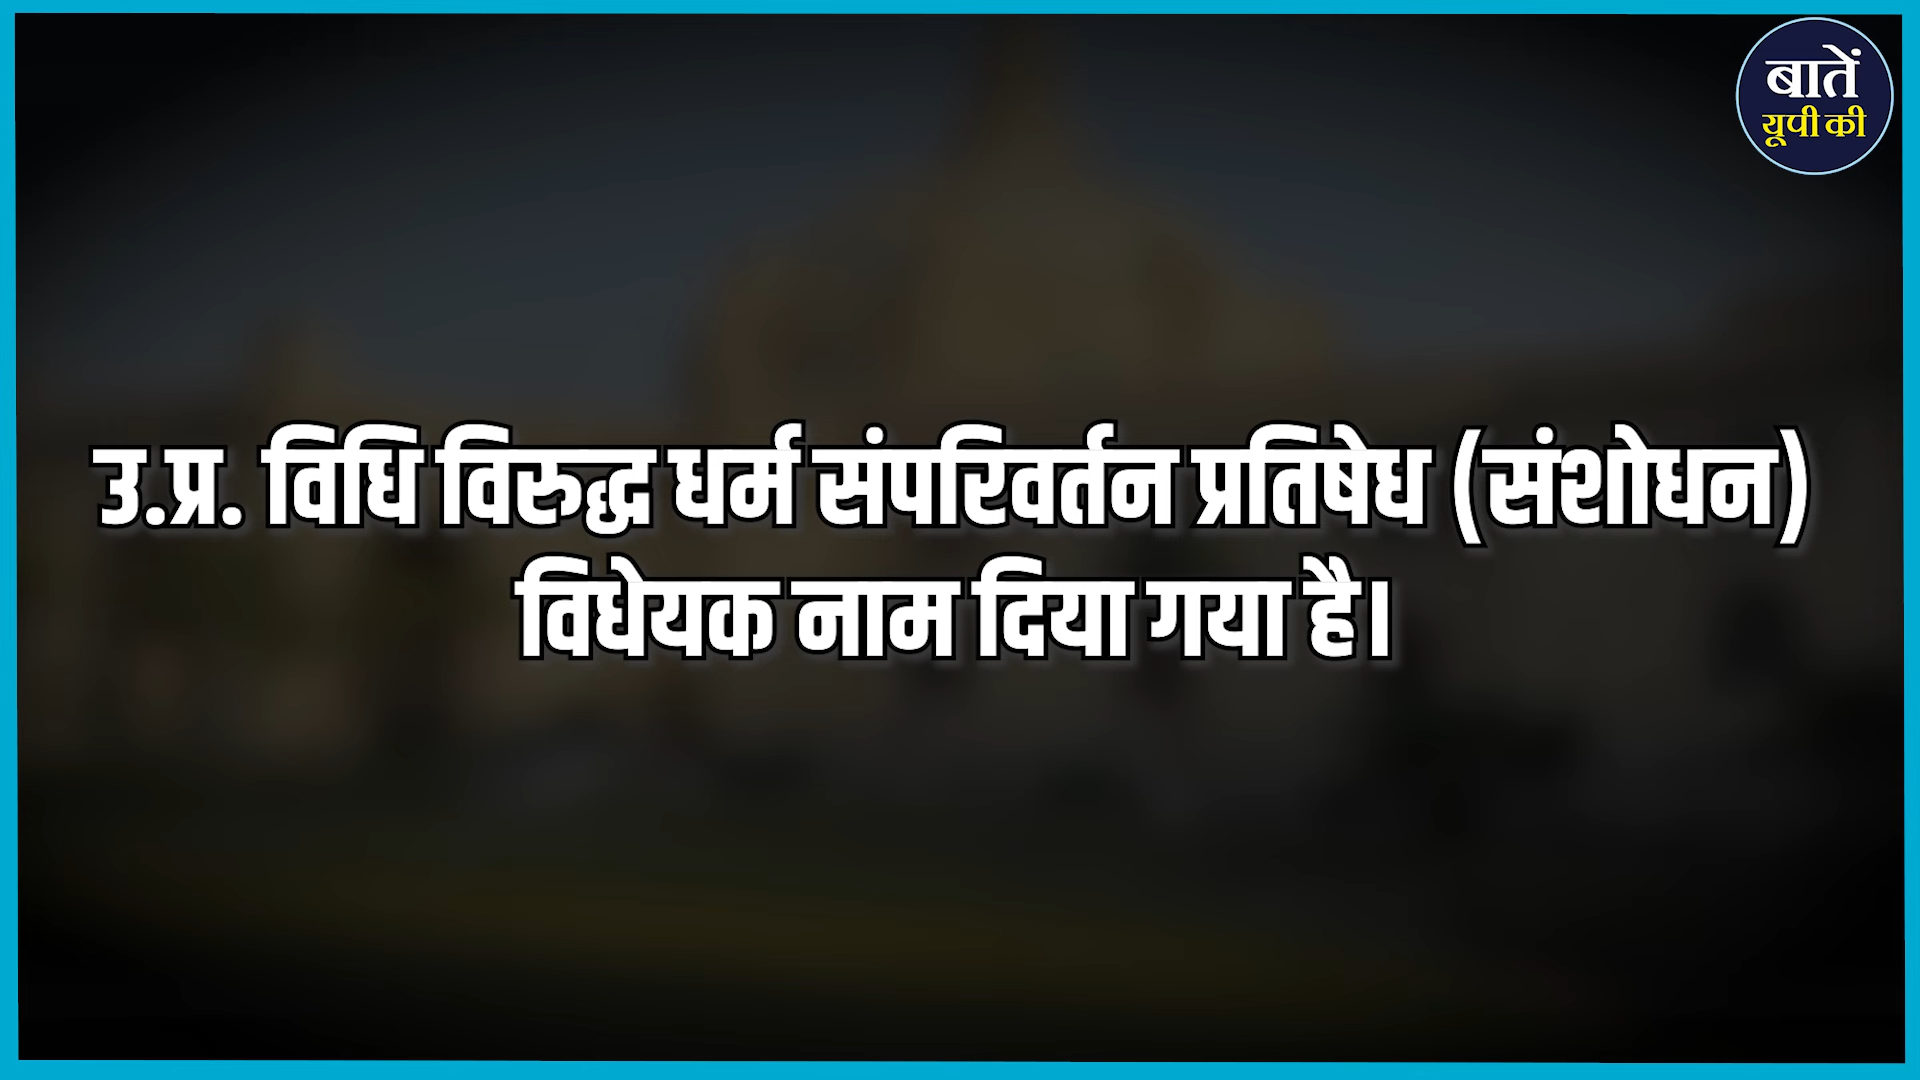 बातें
यूपी की
उ.प्र. विधि विरुद्ध धर्म संपरिवर्तन प्रतिषेध (संशोधन)
विधेयक नाम दिया गया है।